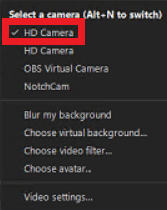 Select a camera (Alt+N to switch)
HD Camera
HD Camera
OBS Virtual Camera
NotchCam
Blur my background
Choose virtual background...
Choose video filter...
Choose avatar..
Video settings...